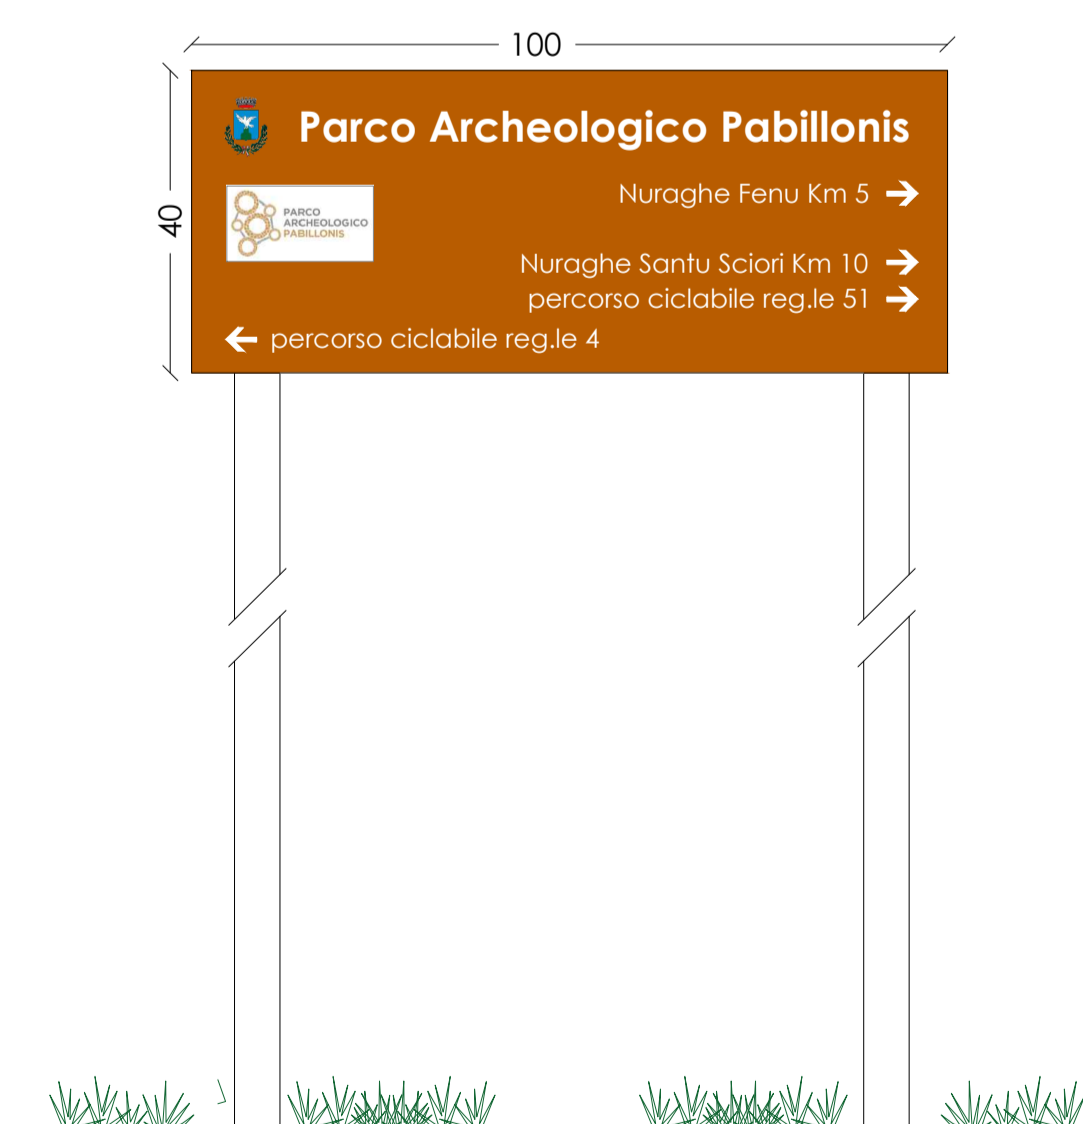 100
40
Parco Archeologico Pabillonis
Nuraghe Fenu Km 5
PARCO
ARCHEOLOGICO
PABILLONIS
Nuraghe Santu Sciori Km 10
percorso ciclabile reg.le 51
percorso ciclabile reg.le 4